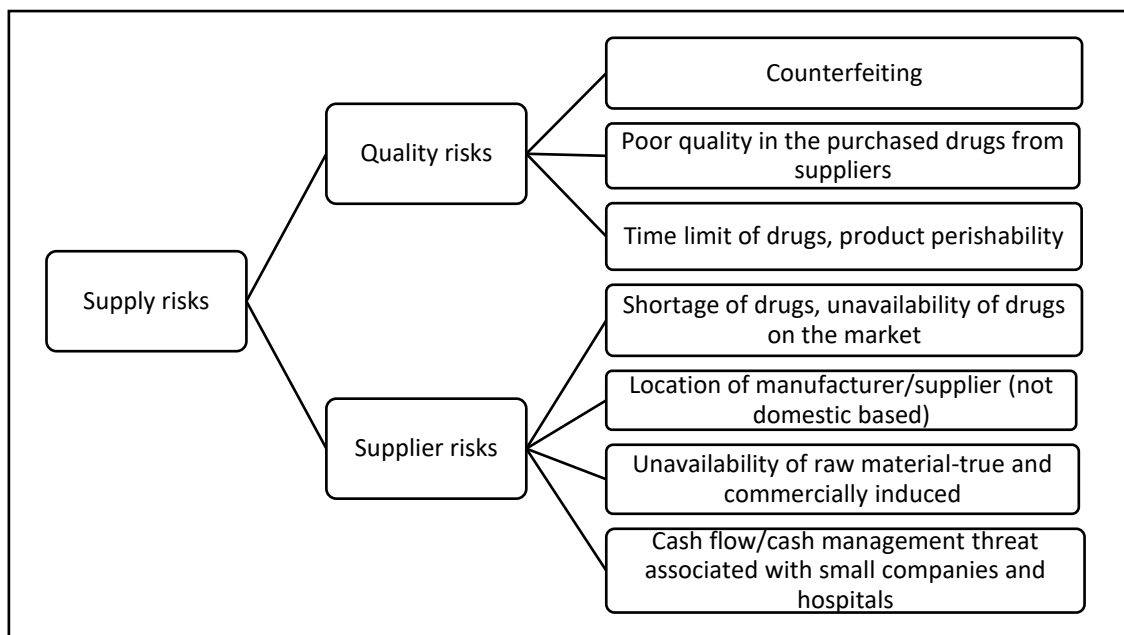 Supply risks
Quality risks
Counterfeiting
Poor quality in the purchased drugs from
suppliers
Time limit of drugs, product perishability
Supplier risks
Shortage of drugs, unavailability of drugs
on the market
Location of manufacturer/supplier (not
domestic based)
Unavailability of raw material-true and
commercially induced
Cash flow/cash management threat
associated with small companies and
hospitals